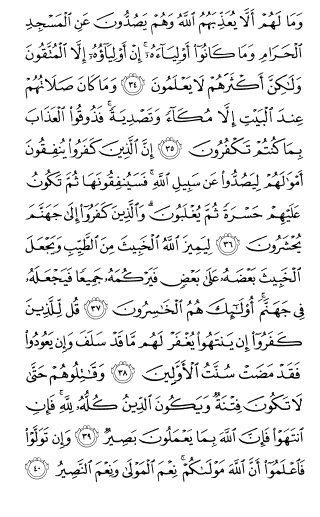 وَمَا لَهُمْ أَلَّا يُعَذِّبَهُمُ ٱللَّهُ وَهُمْ يَصُدُّونَ عَنِ ٱلْمَسْجِدِ
ٱلْحَرَامِ وَمَا كَانُوٓا۟ أَوْلِيَآءَهُۥٓ ۚ إِنْ أَوْلِيَآؤُهُۥٓ إِلَّا ٱلْمُتَّقُونَ
وَلَٰكِنَّ أَكْثَرَهُمْ لَا يَعْلَمُونَ ٣٤ وَمَا كَانَ صَلَاتُهُمْ
عِندَ ٱلْبَيْتِ إِلَّا مُكَآءً وَتَصْدِيَةً ۚ فَذُوقُوا۟ ٱلْعَذَابَ
بِمَا كُنتُمْ تَكْفُرُونَ ٣٥ إِنَّ ٱلَّذِينَ كَفَرُوا۟ يُنفِقُونَ
أَمْوَٰلَهُمْ لِيَصُدُّوا۟ عَن سَبِيلِ ٱللَّهِ ۚ فَسَيُنفِقُونَهَا ثُمَّ تَكُونُ
عَلَيْهِمْ حَسْرَةً ثُمَّ يُغْلَبُونَ ۗ وَٱلَّذِينَ كَفَرُوٓا۟ إِلَىٰ جَهَنَّمَ
يُحْشَرُونَ ٣٦ لِيَمِيزَ ٱللَّهُ ٱلْخَبِيثَ مِنَ ٱلطَّيِّبِ وَيَجْعَلَ
ٱلْخَبِيثَ بَعْضَهُۥ عَلَىٰ بَعْضٍ فَيَرْكُمَهُۥ جَمِيعًا فَيَجْعَلَهُۥ
فِى جَهَنَّمَ ۚ أُو۟لَٰٓئِكَ هُمُ ٱلْخَٰسِرُونَ ٣٧ قُل لِّلَّذِينَ
كَفَرُوٓا۟ إِن يَنتَهُوا۟ يُغْفَرْ لَهُم مَّا قَدْ سَلَفَ وَإِن يَعُودُوا۟
فَقَدْ مَضَتْ سُنَّتُ ٱلْأَوَّلِينَ ٣٨ وَقَٰتِلُوهُمْ حَتَّىٰ
لَا تَكُونَ فِتْنَةٌ وَيَكُونَ ٱلدِّينُ كُلُّهُۥ لِلَّهِ ۚ فَإِنِ
ٱنتَهَوْا۟ فَإِنَّ ٱللَّهَ بِمَا يَعْمَلُونَ بَصِيرٌ ٣٩ وَإِن تَوَلَّوْا۟
فَٱعْلَمُوٓا۟ أَنَّ ٱللَّهَ مَوْلَىٰكُمْ ۚ نِعْمَ ٱلْمَوْلَىٰ وَنِعْمَ ٱلنَّصِيرُ ٤٠